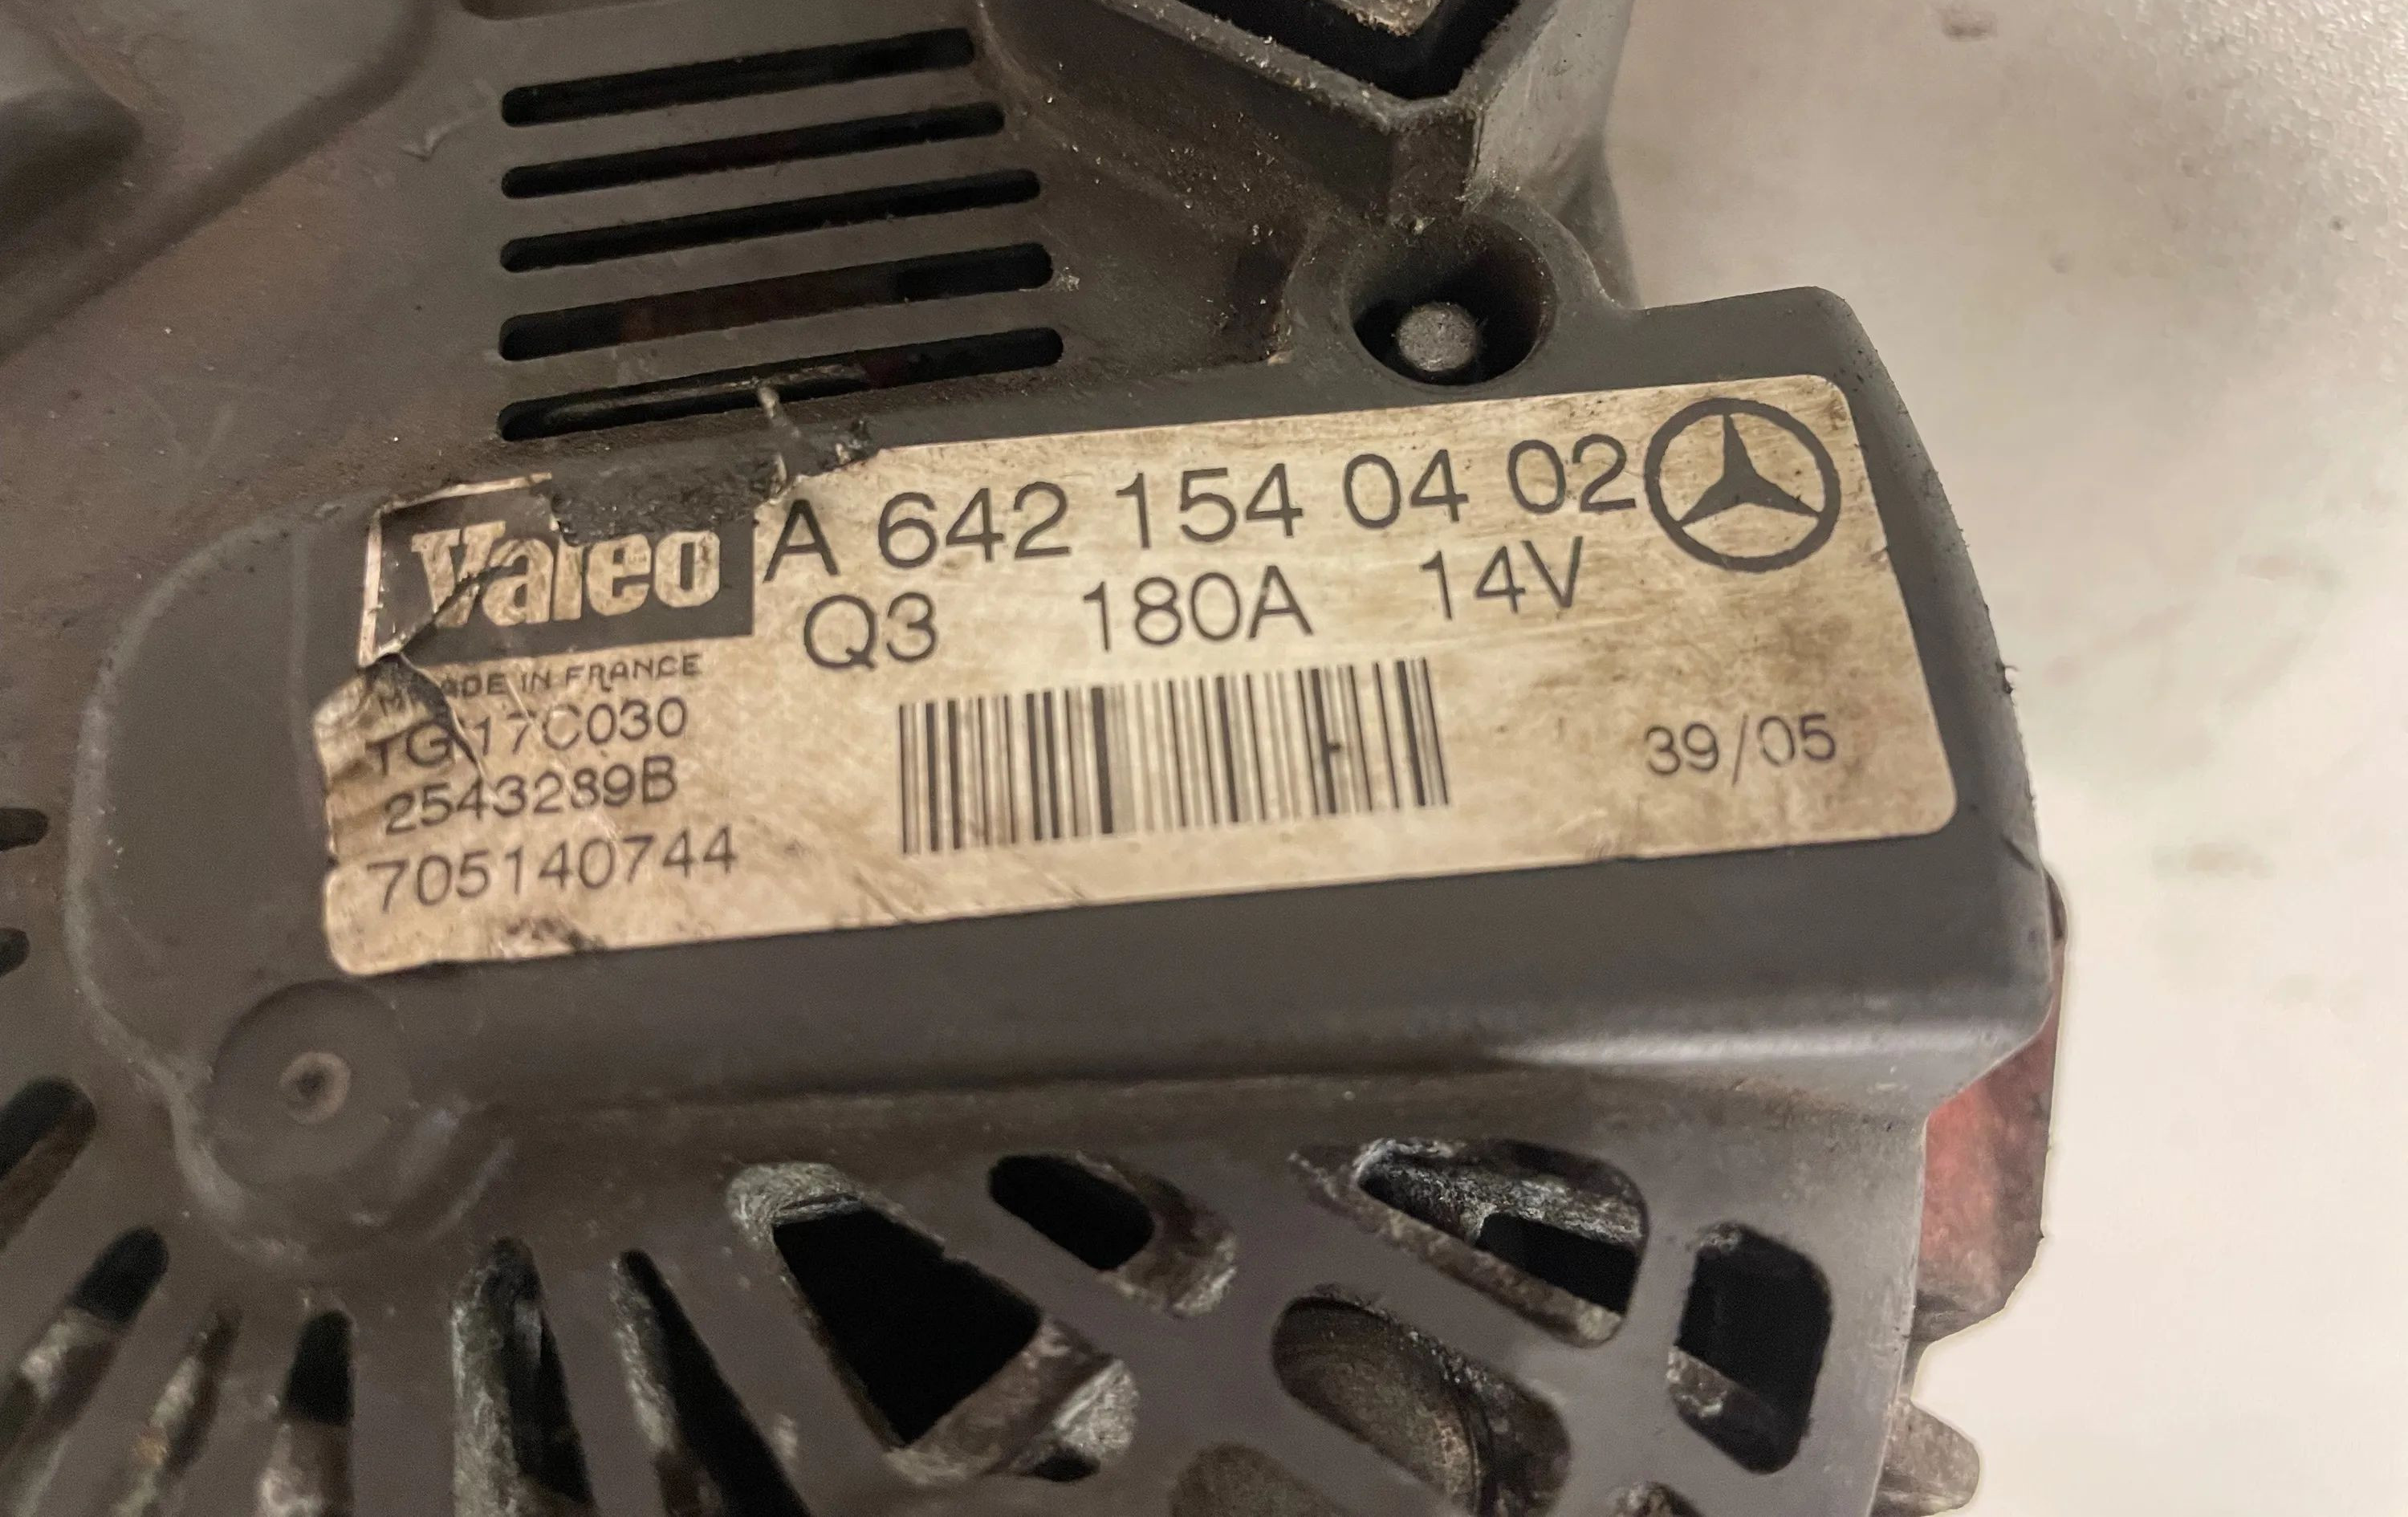 Valeo
A 642 154 04 02
Q3 180A 14V
MADE IN FRANCE
TG17C030
2543289B
705140744
39/05